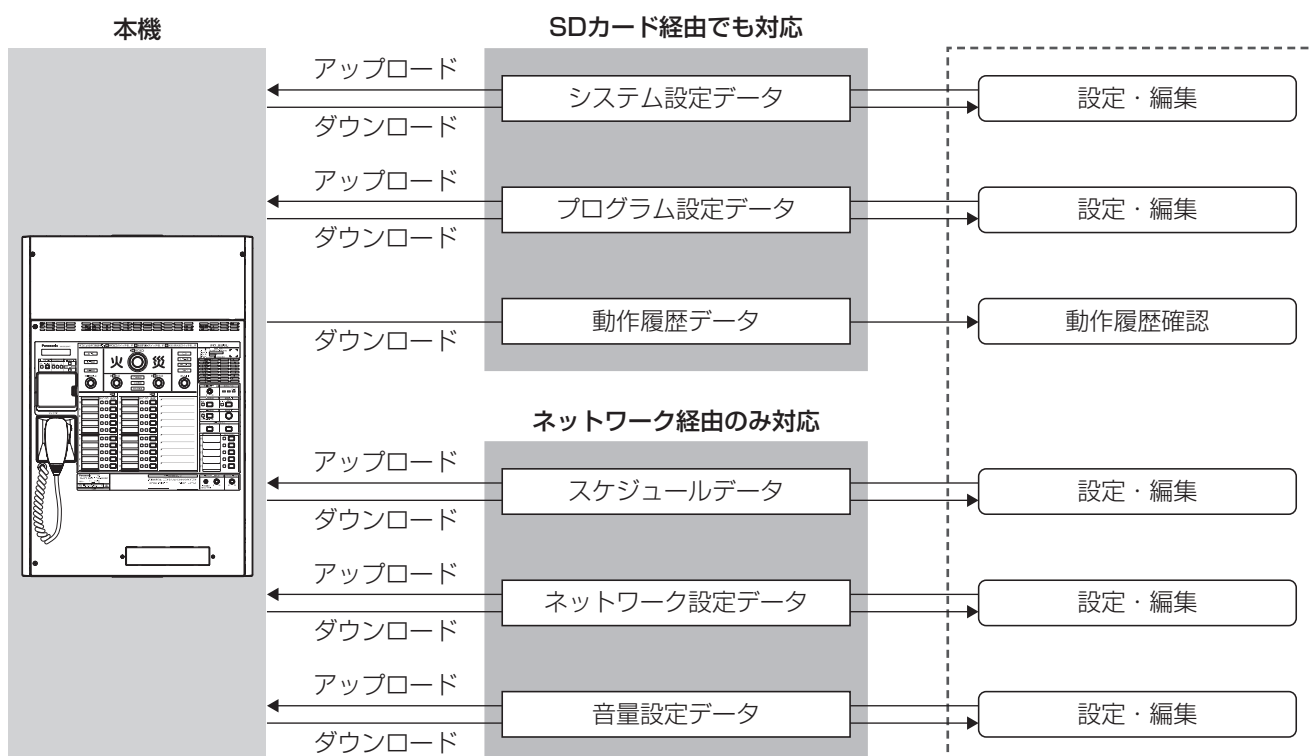 本機
SDカード経由でも対応
アップロード
システム設定データ
設定・編集
ダウンロード
アップロード
プログラム設定データ
設定・編集
ダウンロード
動作履歴データ
動作履歴確認
ダウンロード
Panasonic
火災
ネットワーク経由のみ対応
アップロード
スケジュールデータ
設定・編集
ダウンロード
アップロード
ネットワーク設定データ
設定・編集
ダウンロード
アップロード
音量設定データ
設定・編集
ダウンロード